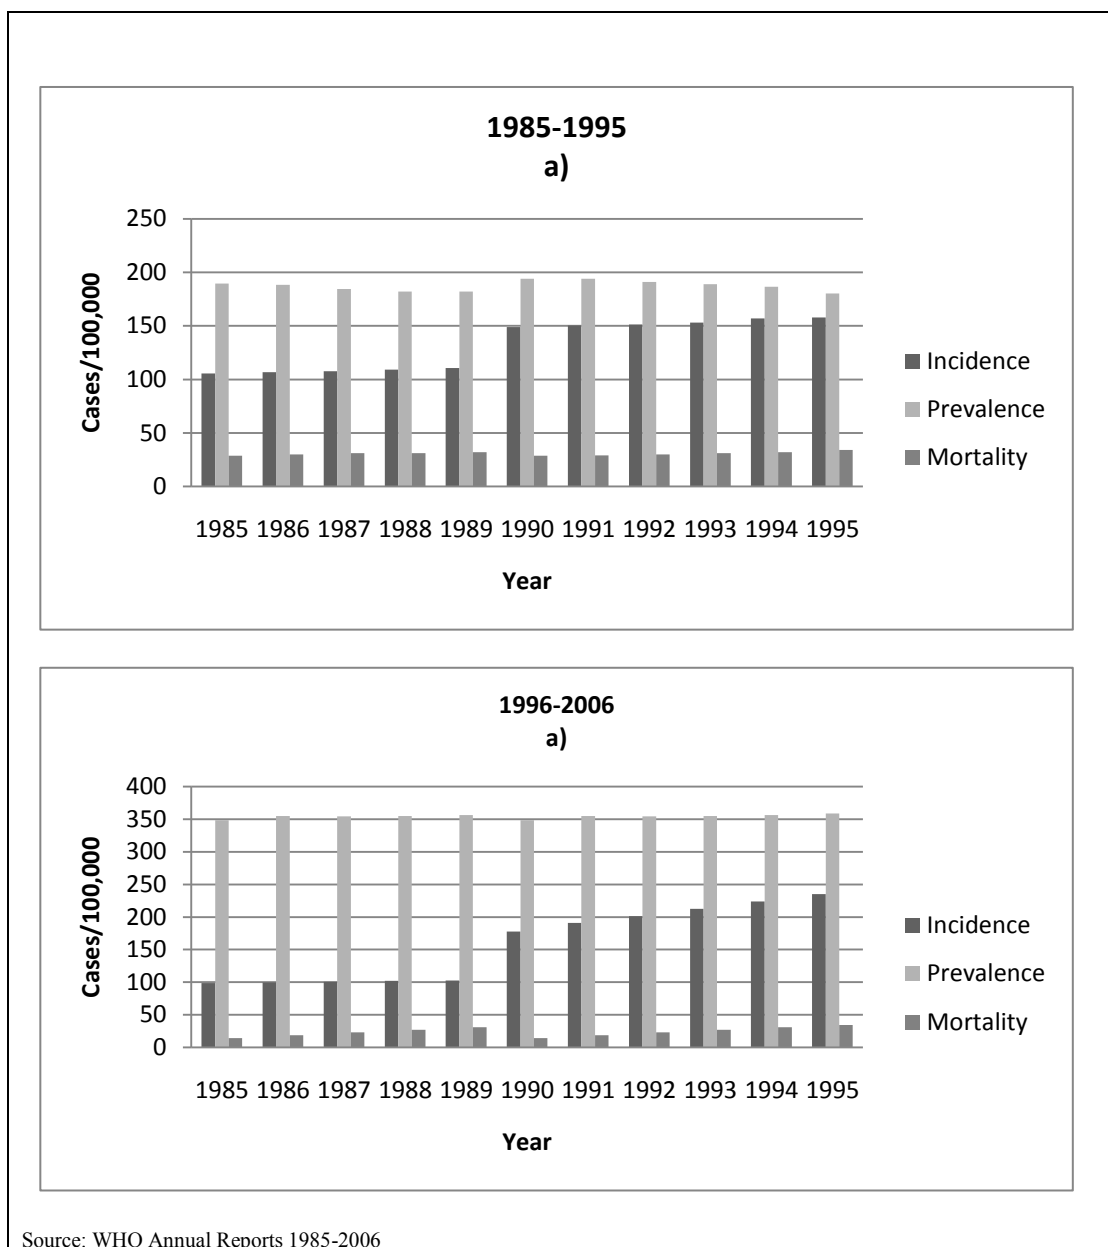 1985-1995
a)
250
200
150
100
50
0
Cases/100,000
1985 1986 1987 1988 1989 1990 1991 1992 1993 1994 1995
Year
Incidence
Prevalence
Mortality
1996-2006
a)
400
350
300
250
200
150
100
50
0
Cases/100,000
1985 1986 1987 1988 1989 1990 1991 1992 1993 1994 1995
Year
Incidence
Prevalence
Mortality
Source: WHO Annual Reports 1985-2006